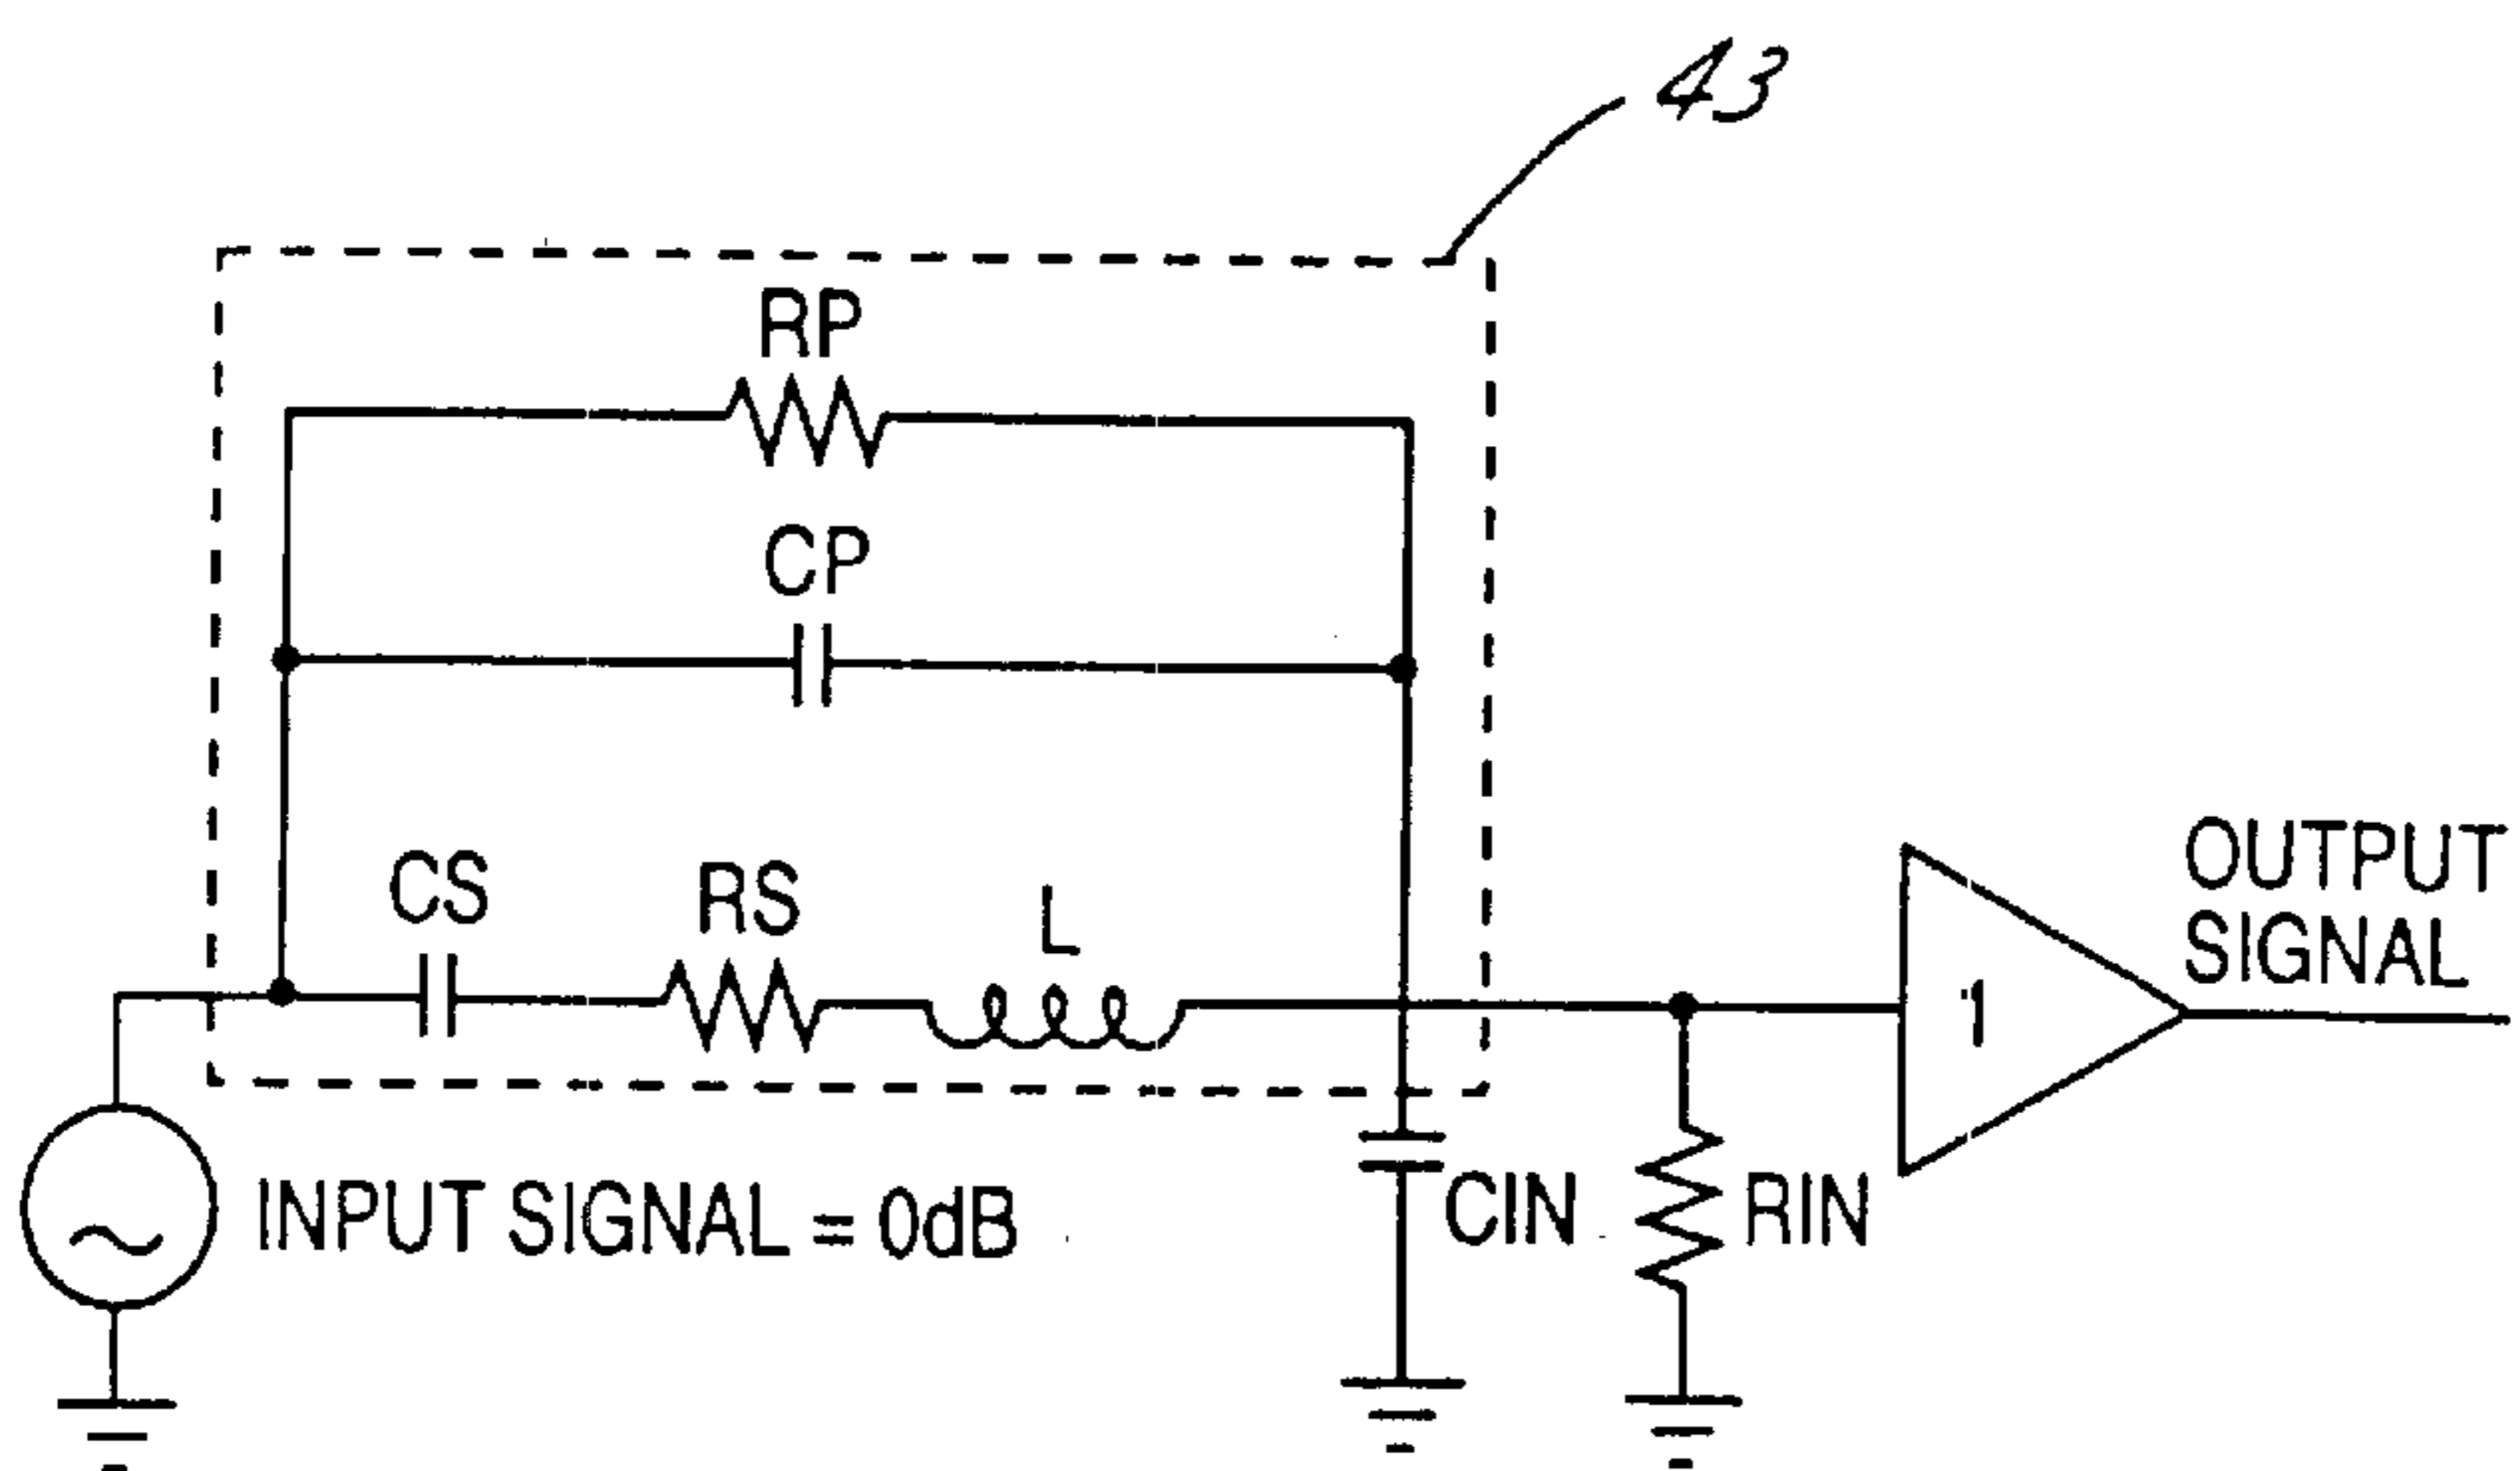 43
RP
CP
CS
RS
L
OUTPUT
SIGNAL
1
INPUT SIGNAL = 0dB
CIN
RIN